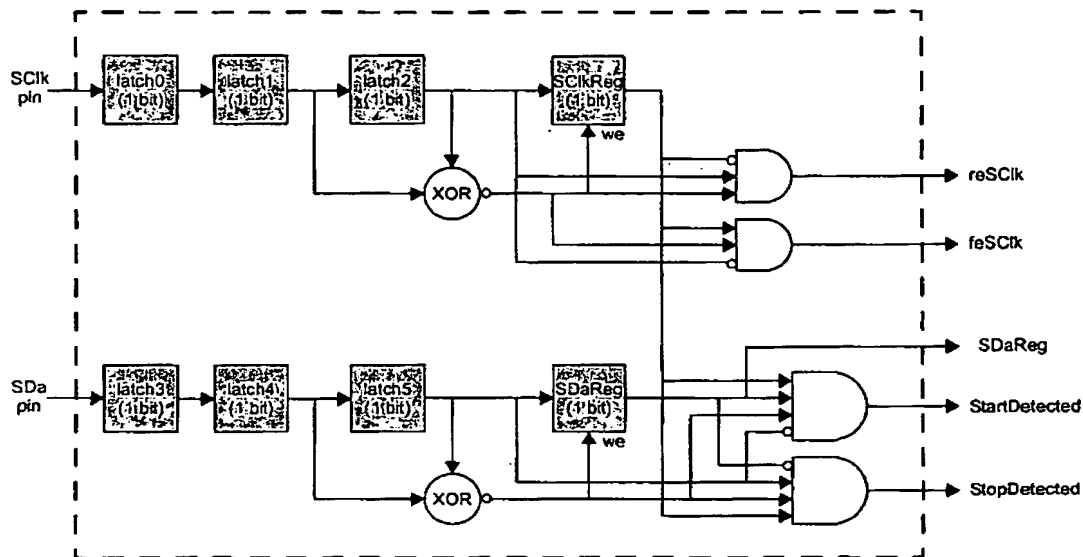 SClk
pin
latch0
(1 bit)
latch1
(1 bit)
latch2
(1 bit)
SClkReg
(1 bit)
we
XOR
reSClk
feSClk
SDa
pin
latch3
(1 bit)
latch4
(1 bit)
latch5
(1 bit)
SDaReg
(1 bit)
we
XOR
SDaReg
StartDetected
StopDetected